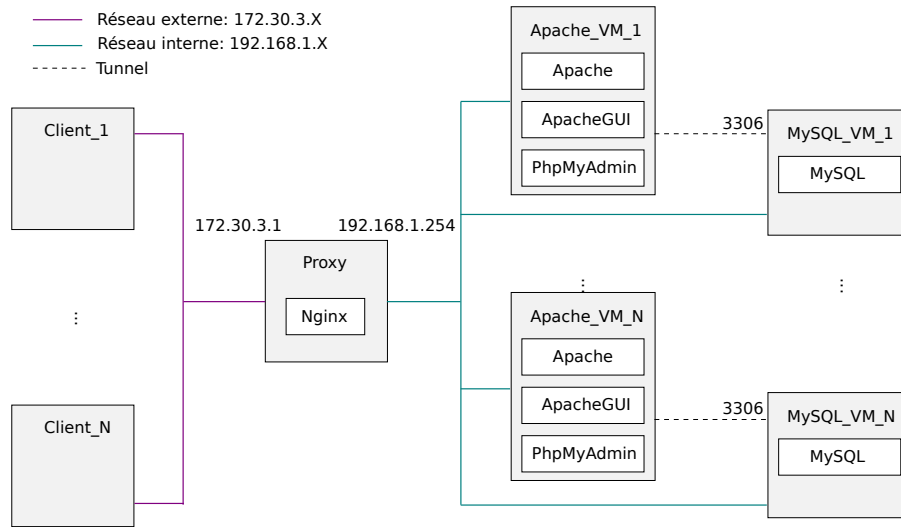 Réseau externe: 172.30.3.X
Réseau interne: 192.168.1.X
Tunnel
Client_1
...
Client_N
172.30.3.1
192.168.1.254
Proxy
Nginx
Apache_VM_1
Apache
ApacheGUI
PhpMyAdmin
3306
MySQL_VM_1
MySQL
...
...
Apache_VM_N
Apache
ApacheGUI
PhpMyAdmin
3306
MySQL_VM_N
MySQL